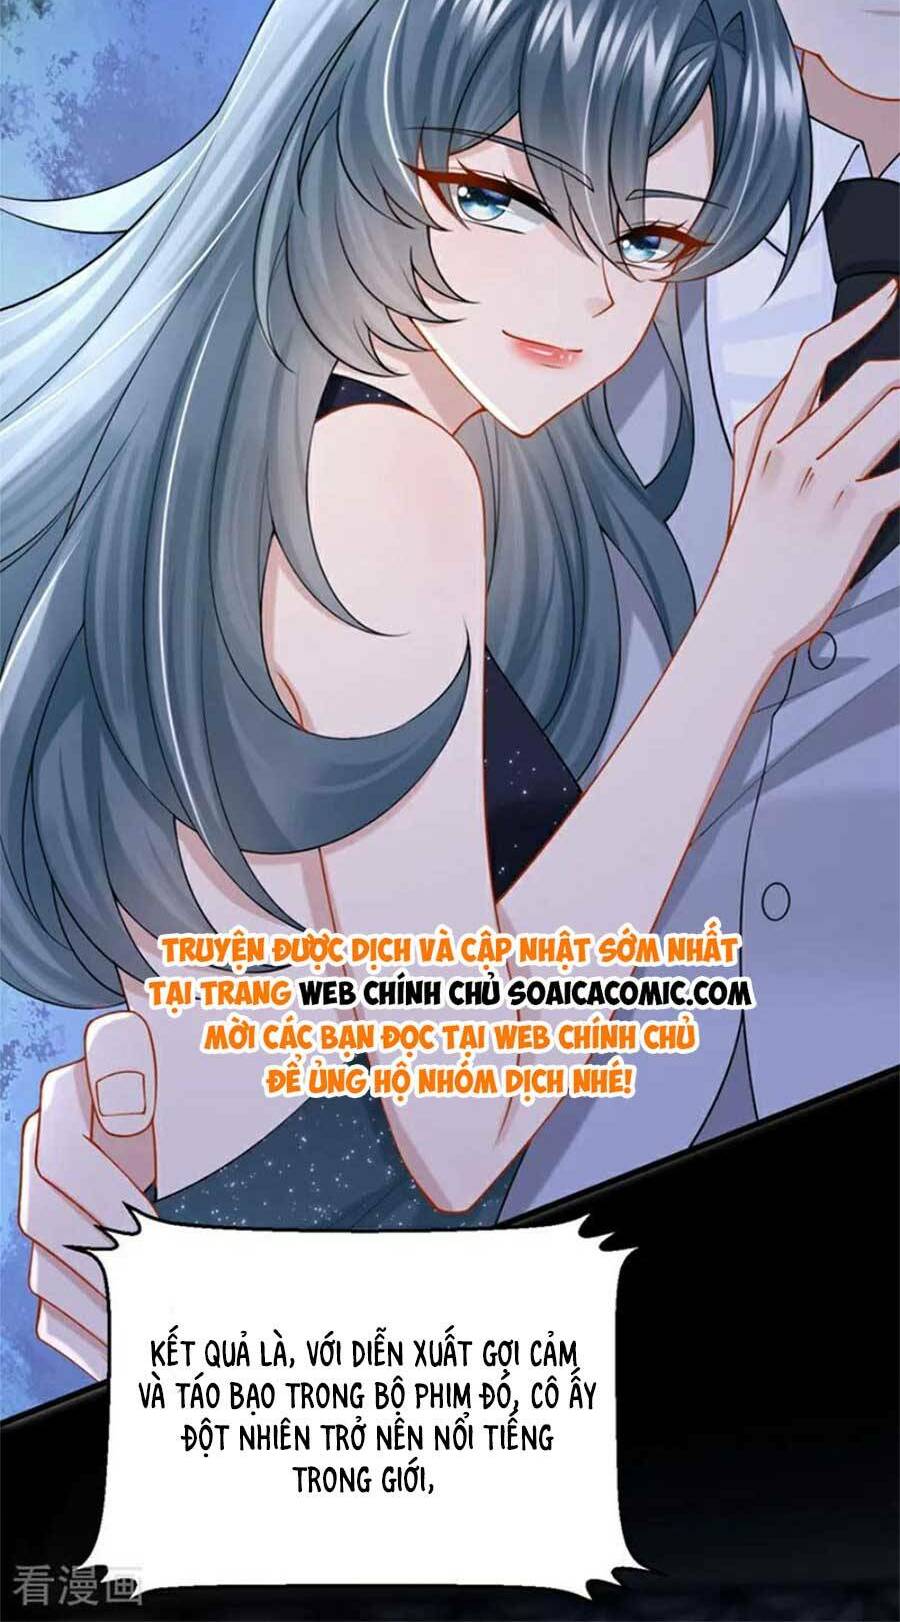 TRUYỆN ĐƯỢC DỊCH VÀ CẬP NHẬT SỚM NHẤT
TẠI TRANG WEB CHÍNH CHỦ SOAICACOMIC.COM
MỜI CÁC BẠN ĐỌC TẠI WEB CHÍNH CHỦ
ĐỂ ỦNG HỘ NHÓM DỊCH NHÉ!
KẾT QUẢ LÀ, VỚI DIỄN XUẤT GỢI CẢM
VÀ TÁO BẠO TRONG BỘ PHIM ĐÓ, CÔ ẤY
ĐỘT NHIÊN TRỞ NÊN NỔI TIẾNG
TRONG GIỚI,
看漫画